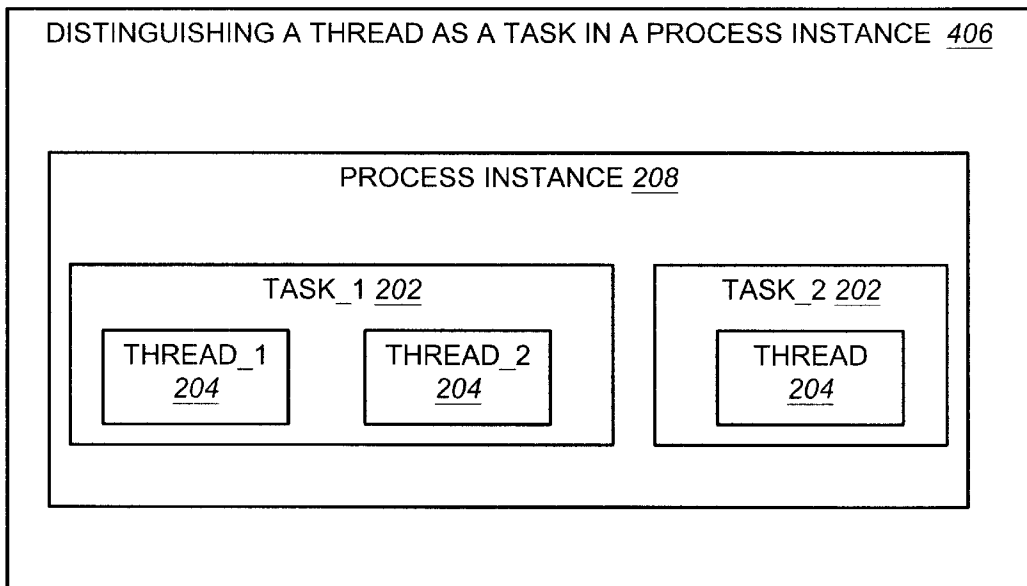 DISTINGUISHING A THREAD AS A TASK IN A PROCESS INSTANCE 406
PROCESS INSTANCE 208
TASK_1 202
THREAD_1
204
THREAD_2
204
TASK_2 202
THREAD
204